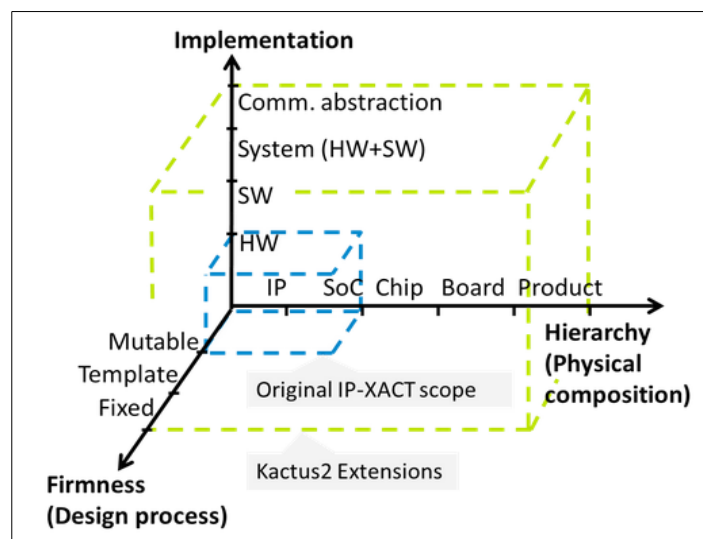 Implementation
Comm. abstraction
System (HW+SW)
SW
HW
IP SoC Chip Board Product
Hierarchy
(Physical
composition)
Mutable
Template
Fixed
Original IP-XACT scope
Kactus2 Extensions
Firmness
(Design process)